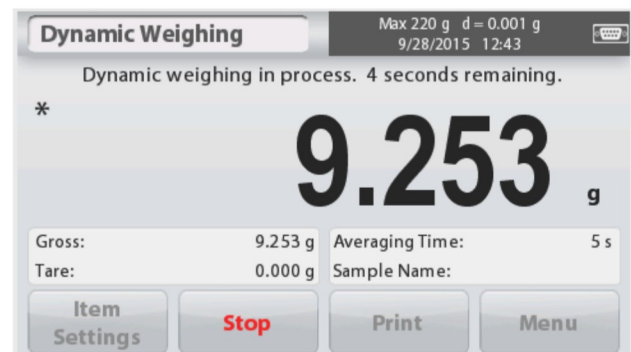 Dynamic Weighing
Max 220 g d = 0.001 g
9/28/2015 12:43
Dynamic weighing in process. 4 seconds remaining.
*
9.253 g
Gross: 9.253 g
Tare: 0.000 g
Averaging Time: 5 s
Sample Name:
Item Settings
Stop
Print
Menu